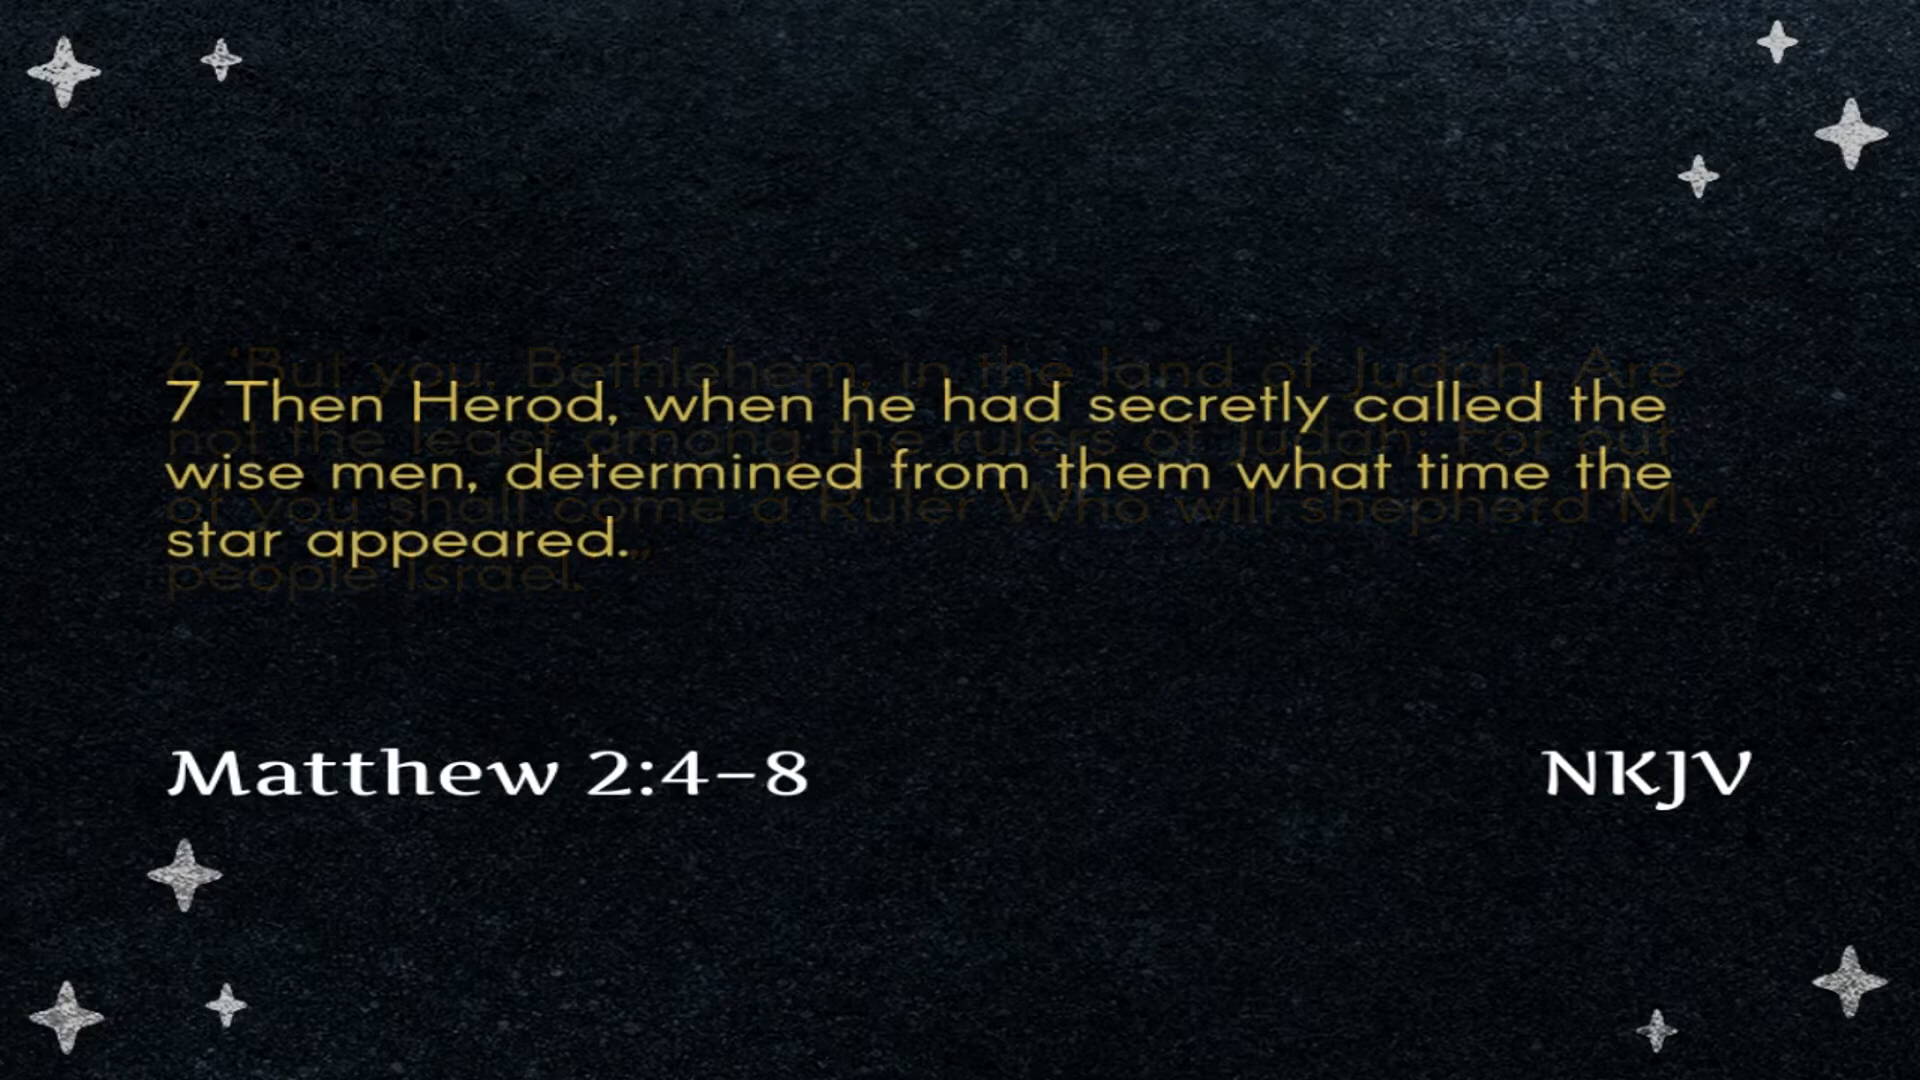 6 ‘But you, Bethlehem, in the land of Judah, Are
not the least among the rulers of Judah; For out
of you shall come a Ruler Who will shepherd My
people Israel.’ ”
7 Then Herod, when he had secretly called the
wise men, determined from them what time the
star appeared.
Matthew 2:4–8
NKJV